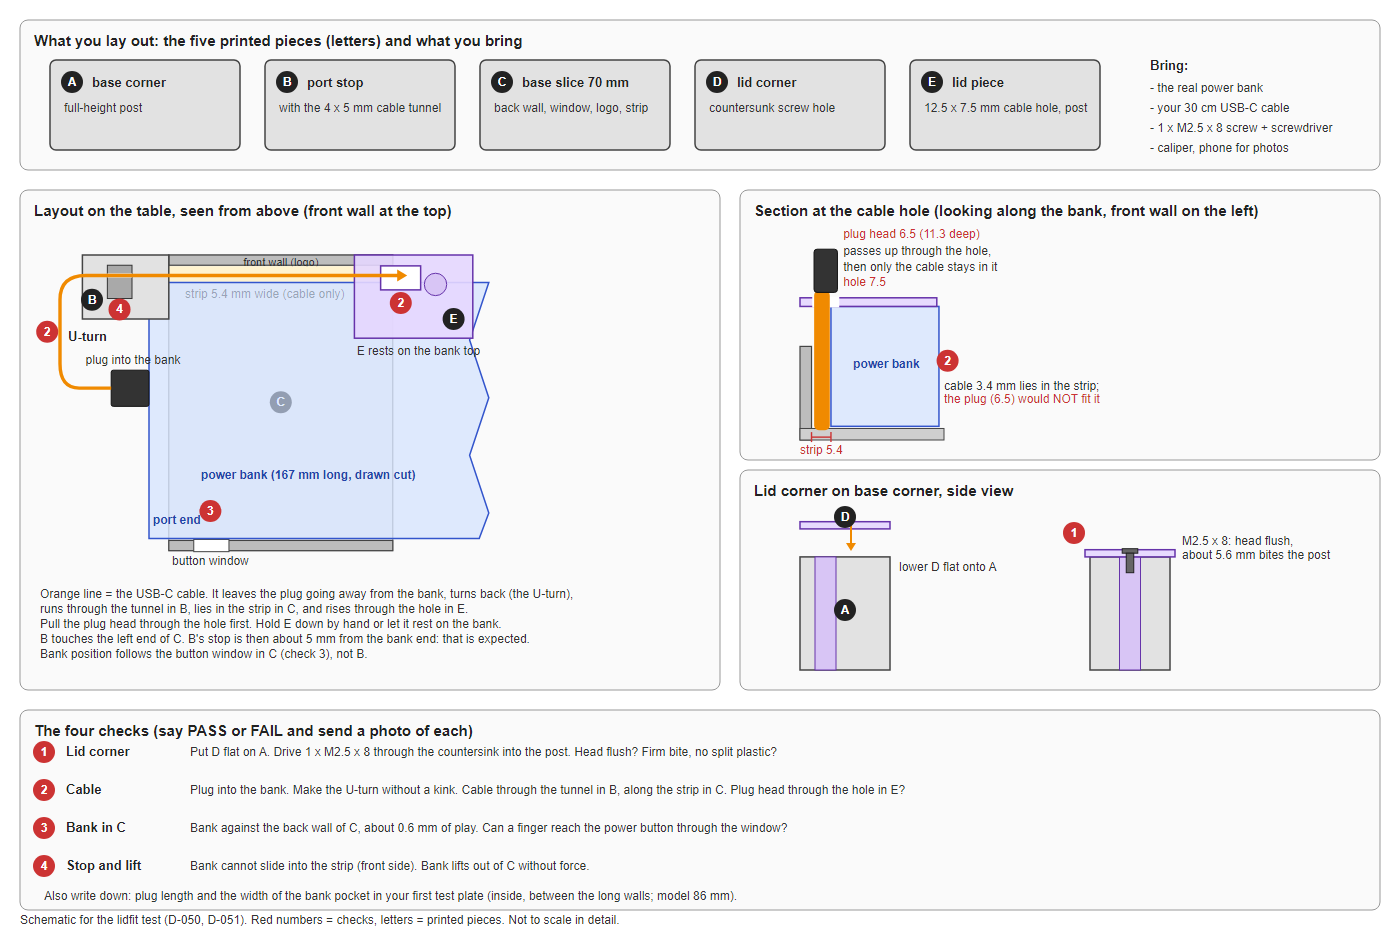 What you lay out: the five printed pieces (letters) and what you bring
A base corner
full-height post
B port stop
with the 4 x 5 mm cable tunnel
C base slice 70 mm
back wall, window, logo, strip
D lid corner
countersunk screw hole
E lid piece
12.5 x 7.5 mm cable hole, post
Bring:
- the real power bank
- your 30 cm USB-C cable
- 1 x M2.5 x 8 screw + screwdriver
- caliper, phone for photos
Layout on the table, seen from above (front wall at the top)
front wall (logo)
strip 5.4 mm wide (cable only)
B
4
2
E
2
U-turn
E rests on the bank top
plug into the bank
C
power bank (167 mm long, drawn cut)
3
port end
button window
Orange line = the USB-C cable. It leaves the plug going away from the bank, turns back (the U-turn),
runs through the tunnel in B, lies in the strip in C, and rises through the hole in E.
Pull the plug head through the hole first. Hold E down by hand or let it rest on the bank.
B touches the left end of C. B's stop is then about 5 mm from the bank end: that is expected.
Bank position follows the button window in C (check 3), not B.
Section at the cable hole (looking along the bank, front wall on the left)
plug head 6.5 (11.3 deep)
passes up through the hole,
then only the cable stays in it
hole 7.5
power bank
2
cable 3.4 mm lies in the strip;
the plug (6.5) would NOT fit it
strip 5.4
Lid corner on base corner, side view
D
lower D flat onto A
A
1
M2.5 x 8: head flush,
about 5.6 mm bites the post
The four checks (say PASS or FAIL and send a photo of each)
1 Lid corner Put D flat on A. Drive 1 x M2.5 x 8 through the countersink into the post. Head flush? Firm bite, no split plastic?
2 Cable Plug into the bank. Make the U-turn without a kink. Cable through the tunnel in B, along the strip in C. Plug head through the hole in E?
3 Bank in C Bank against the back wall of C, about 0.6 mm of play. Can a finger reach the power button through the window?
4 Stop and lift Bank cannot slide into the strip (front side). Bank lifts out of C without force.
Also write down: plug length and the width of the bank pocket in your first test plate (inside, between the long walls; model 86 mm).
Schematic for the lidfit test (D-050, D-051). Red numbers = checks, letters = printed pieces. Not to scale in detail.